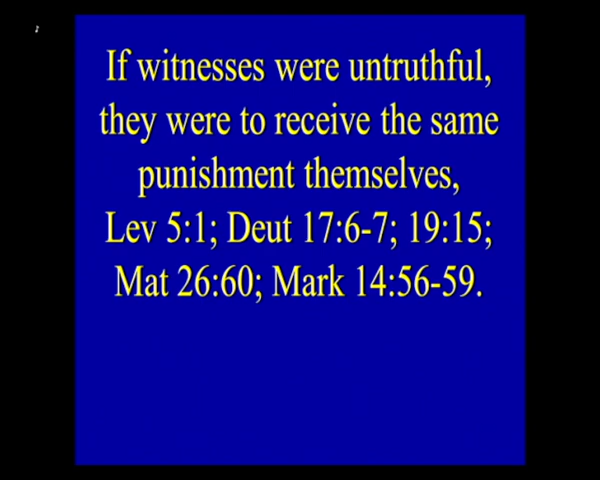 If witnesses were untruthful,
they were to receive the same
punishment themselves,
Lev 5:1; Deut 17:6-7; 19:15;
Mat 26:60; Mark 14:56-59.